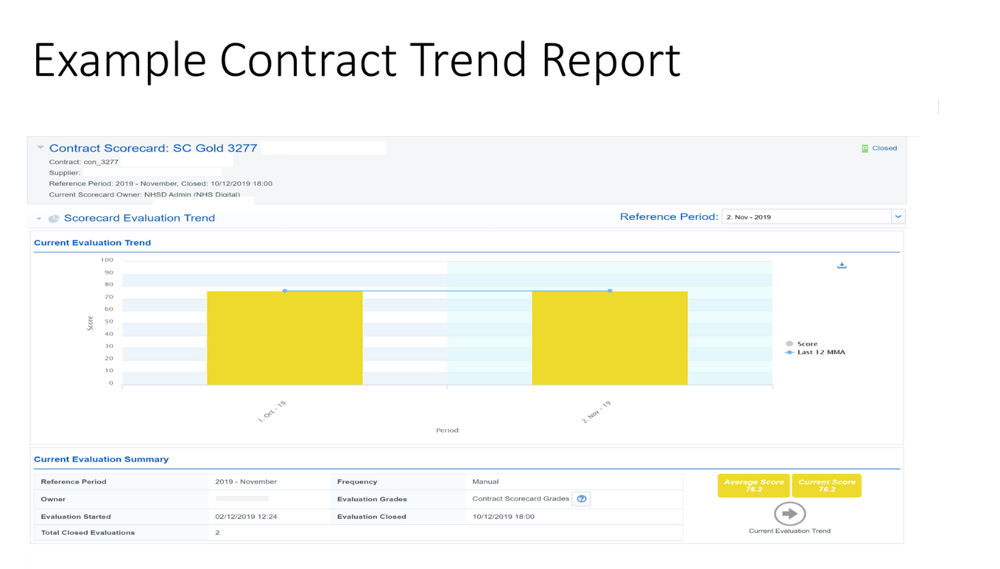 Example Contract Trend Report
Contract Scorecard: SC Gold 3277
Closed
Contract: con_3277
Supplier:
Reference Period: 2019 - November, Closed: 10/12/2019 18:00
Current Scorecard Owner: NHSD Admin (NHS Digital)
Scorecard Evaluation Trend
Reference Period: 2. Nov - 2019
Current Evaluation Trend
100
90
80
70
60
50
40
30
20
10
0
Score
1. Oct - 19
2. Nov - 19
Period
Score
Last 12 MMA
Current Evaluation Summary
Reference Period 2019 - November Frequency Manual
Owner Evaluation Grades Contract Scorecard Grades ?
Evaluation Started 02/12/2019 12:24 Evaluation Closed 10/12/2019 18:00
Total Closed Evaluations 2
Average Score
76.2
Current Score
76.2
Current Evaluation Trend